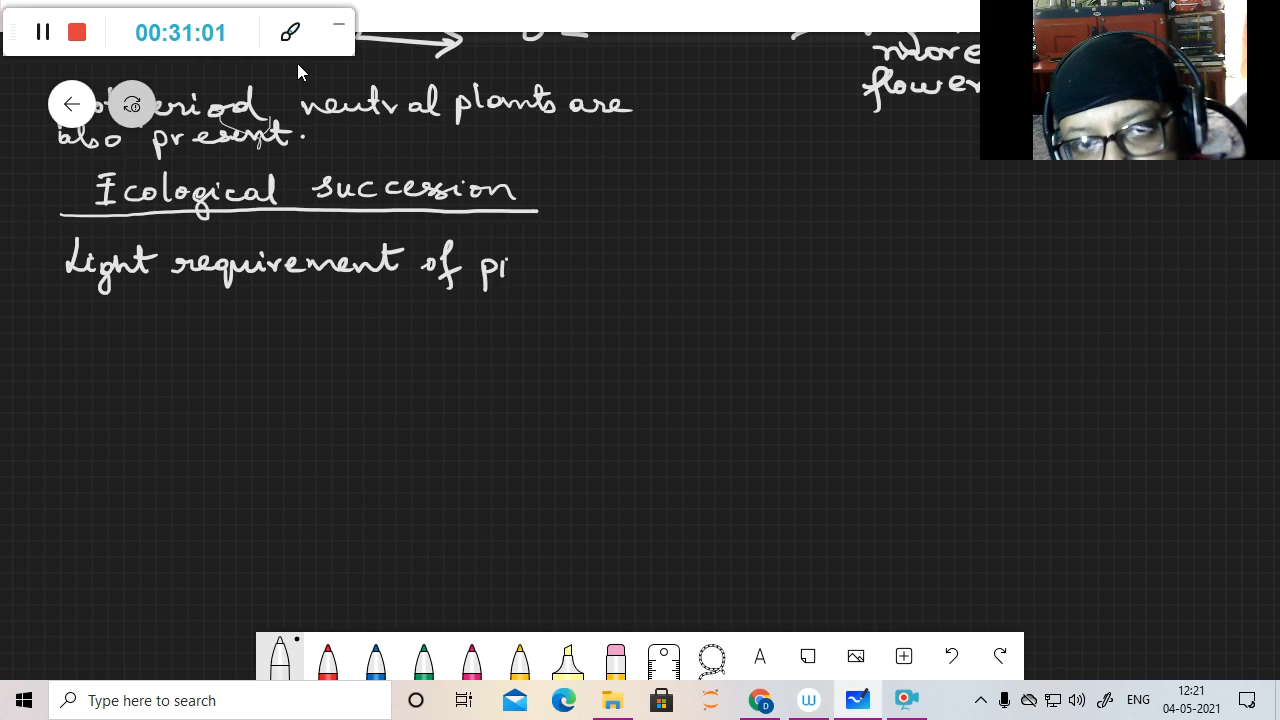 00:31:01
more
flower
neutral plants are
also present.
Icological succession
Light requirement of pl
A
Type here to search
ENG
12:21
04-05-2021